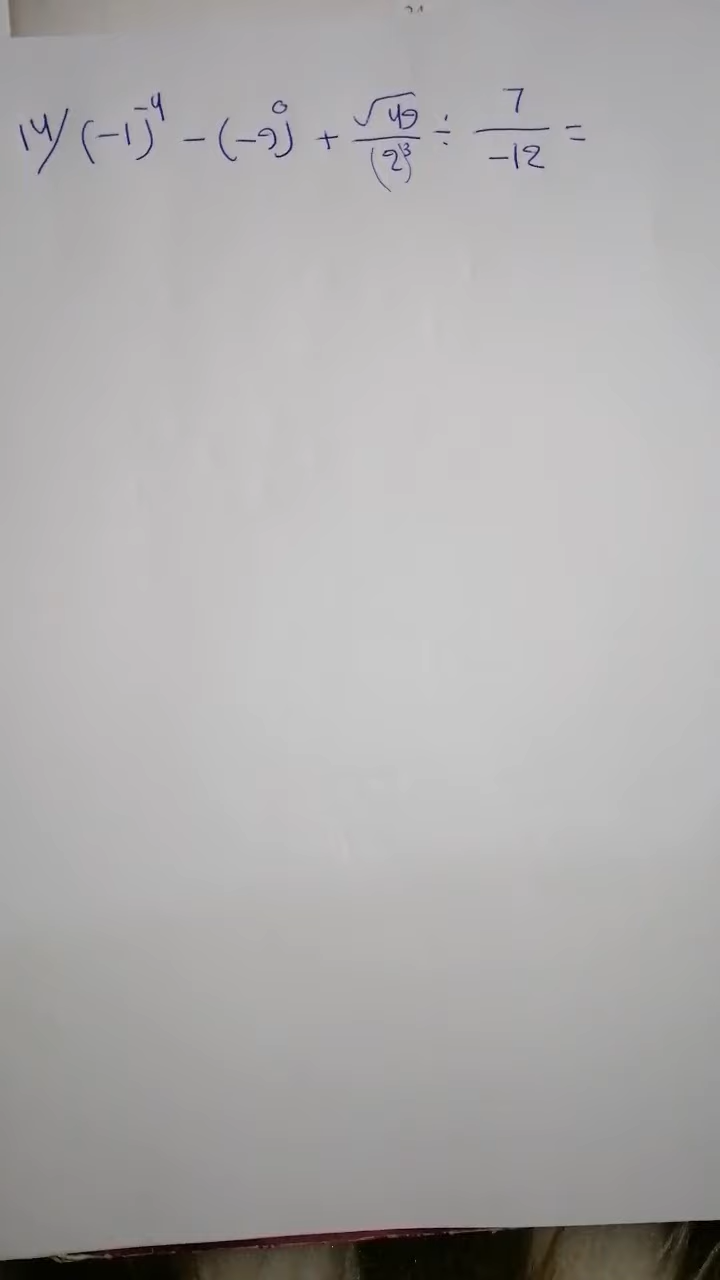 14/ (-1)^-4 - (-9)^0 + √49/(2)^3 ÷ 7/-12 =